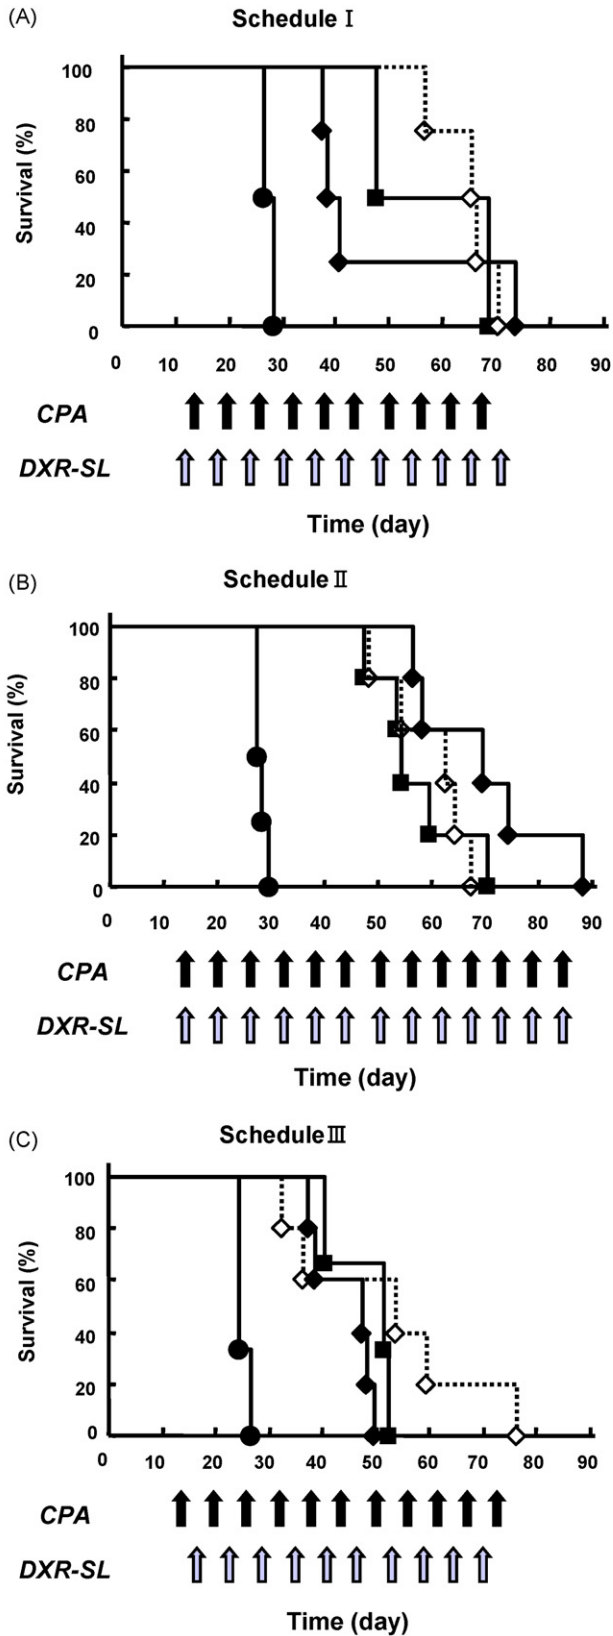 (A)
Schedule Ⅰ
Survival (%)
100
80
60
40
20
0
0 10 20 30 40 50 60 70 80 90
CPA
DXR-SL
Time (day)
(B)
Schedule Ⅱ
Survival (%)
100
80
60
40
20
0
0 10 20 30 40 50 60 70 80 90
CPA
DXR-SL
Time (day)
(C)
Schedule Ⅲ
Survival (%)
100
80
60
40
20
0
0 10 20 30 40 50 60 70 80 90
CPA
DXR-SL
Time (day)